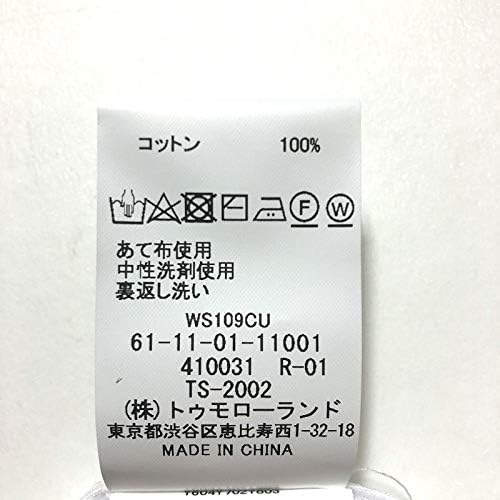 コットン 100%
F W
あて布使用
中性洗剤使用
裏返し洗い
WS109CU
61-11-01-11001
410031 R-01
TS-2002
(株)トゥモローランド
東京都渋谷区恵比寿西1-32-18
MADE IN CHINA